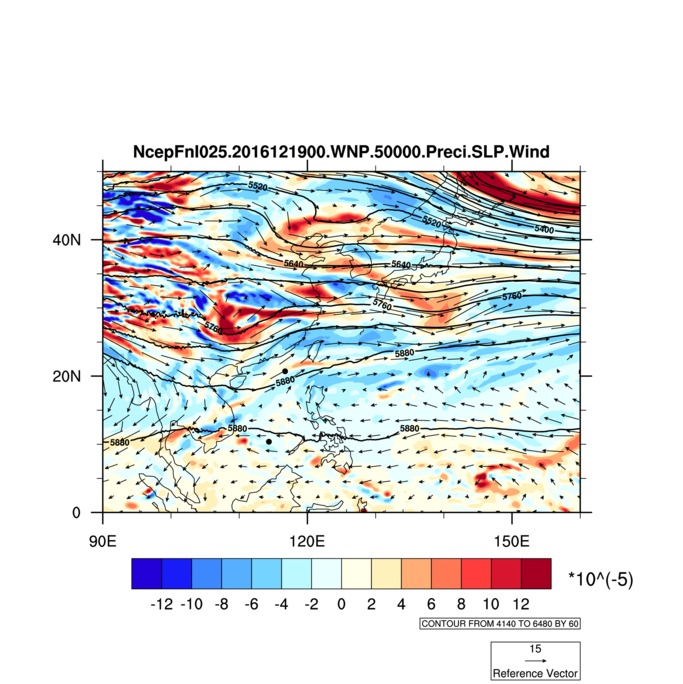 NcepFnl025.2016121900.WNP.50000.Preci.SLP.Wind
5520
5520
5400
40N
5640
5640
5760
5760
5760
5880
20N
5880
5880
5880
5880
0
90E 120E 150E
-12 -10 -8 -6 -4 -2 0 2 4 6 8 10 12
*10^(-5)
CONTOUR FROM 4140 TO 6480 BY 60
15
Reference Vector